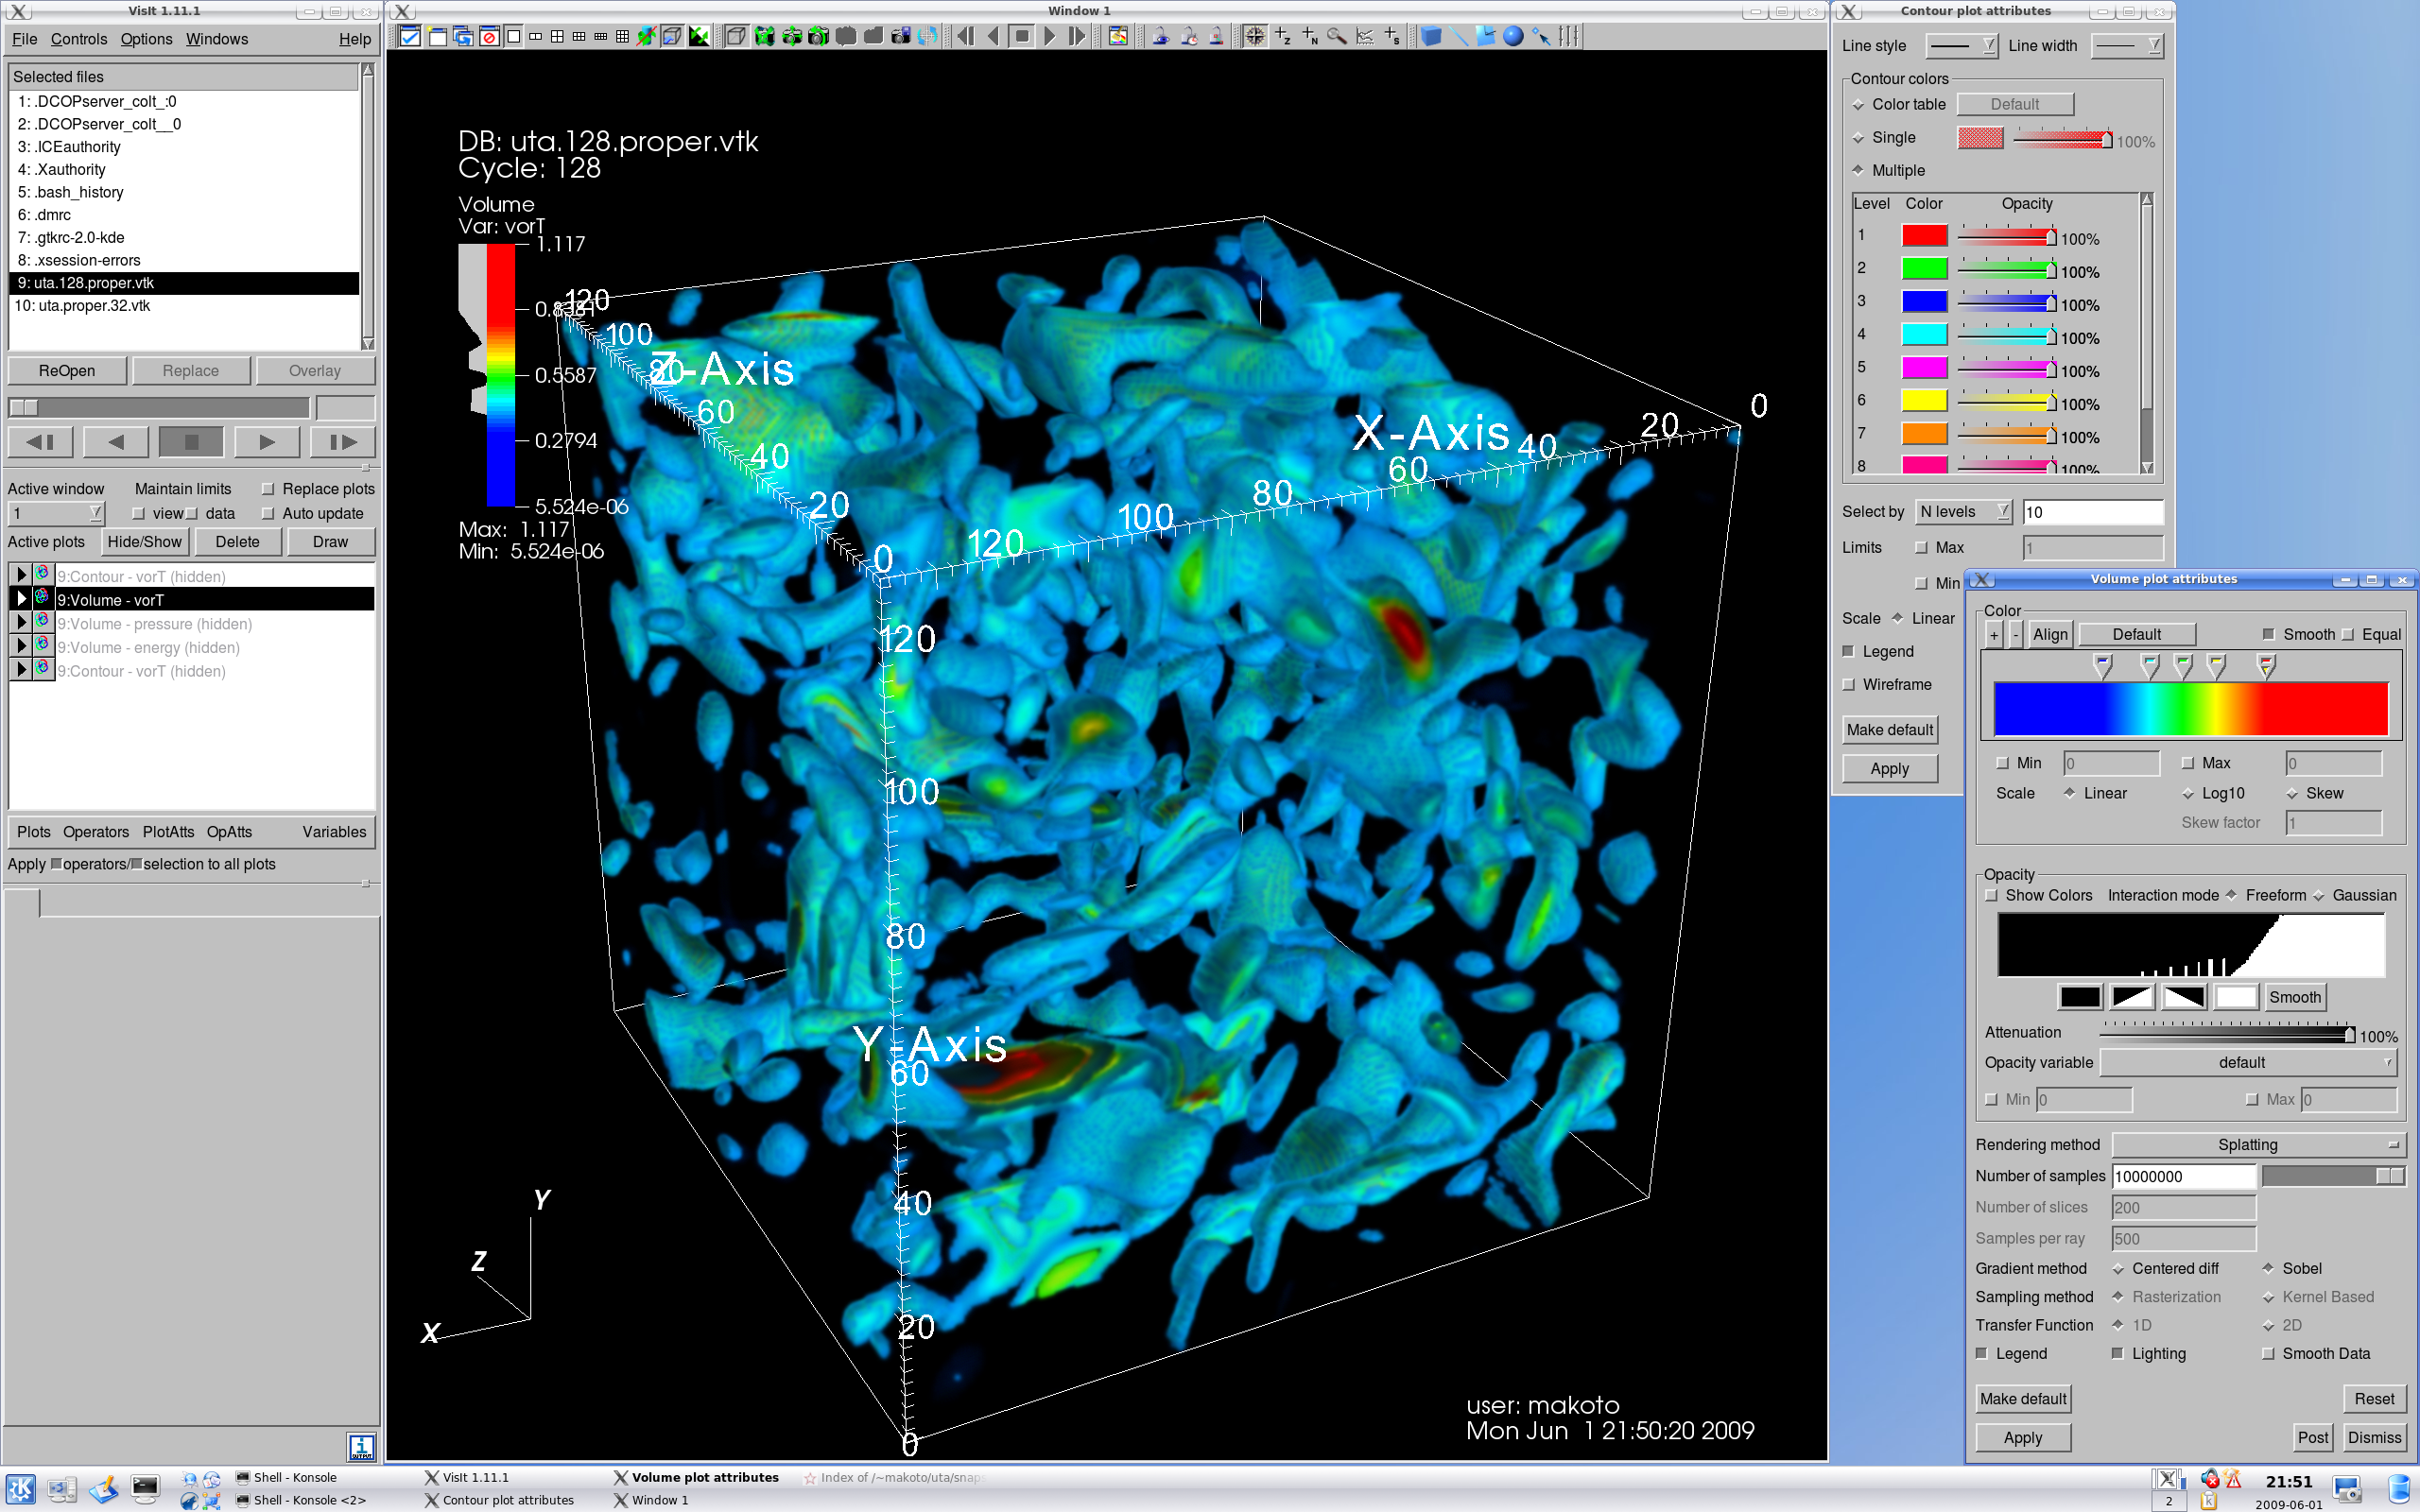 VisIt 1.11.1
File Controls Options Windows Help
Selected files
1: .DCOPserver_colt_:0
2: .DCOPserver_colt__0
3: .ICEauthority
4: .Xauthority
5: .bash_history
6: .dmrc
7: .gtkrc-2.0-kde
8: .xsession-errors
9: uta.128.proper.vtk
10: uta.proper.32.vtk
ReOpen Replace Overlay
Active window Maintain limits Replace plots
1 view data Auto update
Active plots Hide/Show Delete Draw
9:Contour - vorT (hidden)
9:Volume - vorT
9:Volume - pressure (hidden)
9:Volume - energy (hidden)
9:Contour - vorT (hidden)
Plots Operators PlotAtts OpAtts Variables
Apply operators/ selection to all plots
Window 1
DB: uta.128.proper.vtk
Cycle: 128
Volume
Var: vorT
1.117
0.5587
0.2794
5.524e-06
Max: 1.117
Min: 5.524e-06
120
100
80
Z-Axis
60
40
20
0
X-Axis
0
20
40
60
80
100
120
120
100
80
Y-Axis
60
40
20
0
Y
Z
X
user: makoto
Mon Jun 1 21:50:20 2009
Contour plot attributes
Line style Line width
Contour colors
Color table Default
Single 100%
Multiple
Level Color Opacity
1 100%
2 100%
3 100%
4 100%
5 100%
6 100%
7 100%
8 100%
Select by N levels 10
Limits Max 1
Min
Scale Linear
Legend
Wireframe
Make default
Apply
Volume plot attributes
Color
+ - Align Default Smooth Equal
Min 0 Max 0
Scale Linear Log10 Skew
Skew factor 1
Opacity
Show Colors Interaction mode Freeform Gaussian
Smooth
Attenuation 100%
Opacity variable default
Min 0 Max 0
Rendering method Splatting
Number of samples 10000000
Number of slices 200
Samples per ray 500
Gradient method Centered diff Sobel
Sampling method Rasterization Kernel Based
Transfer Function 1D 2D
Legend Lighting Smooth Data
Make default Reset
Apply Post Dismiss
Shell - Konsole VisIt 1.11.1 Volume plot attributes Index of /~makoto/uta/snaps
Shell - Konsole <2> Contour plot attributes Window 1
2
21:51
2009-06-01